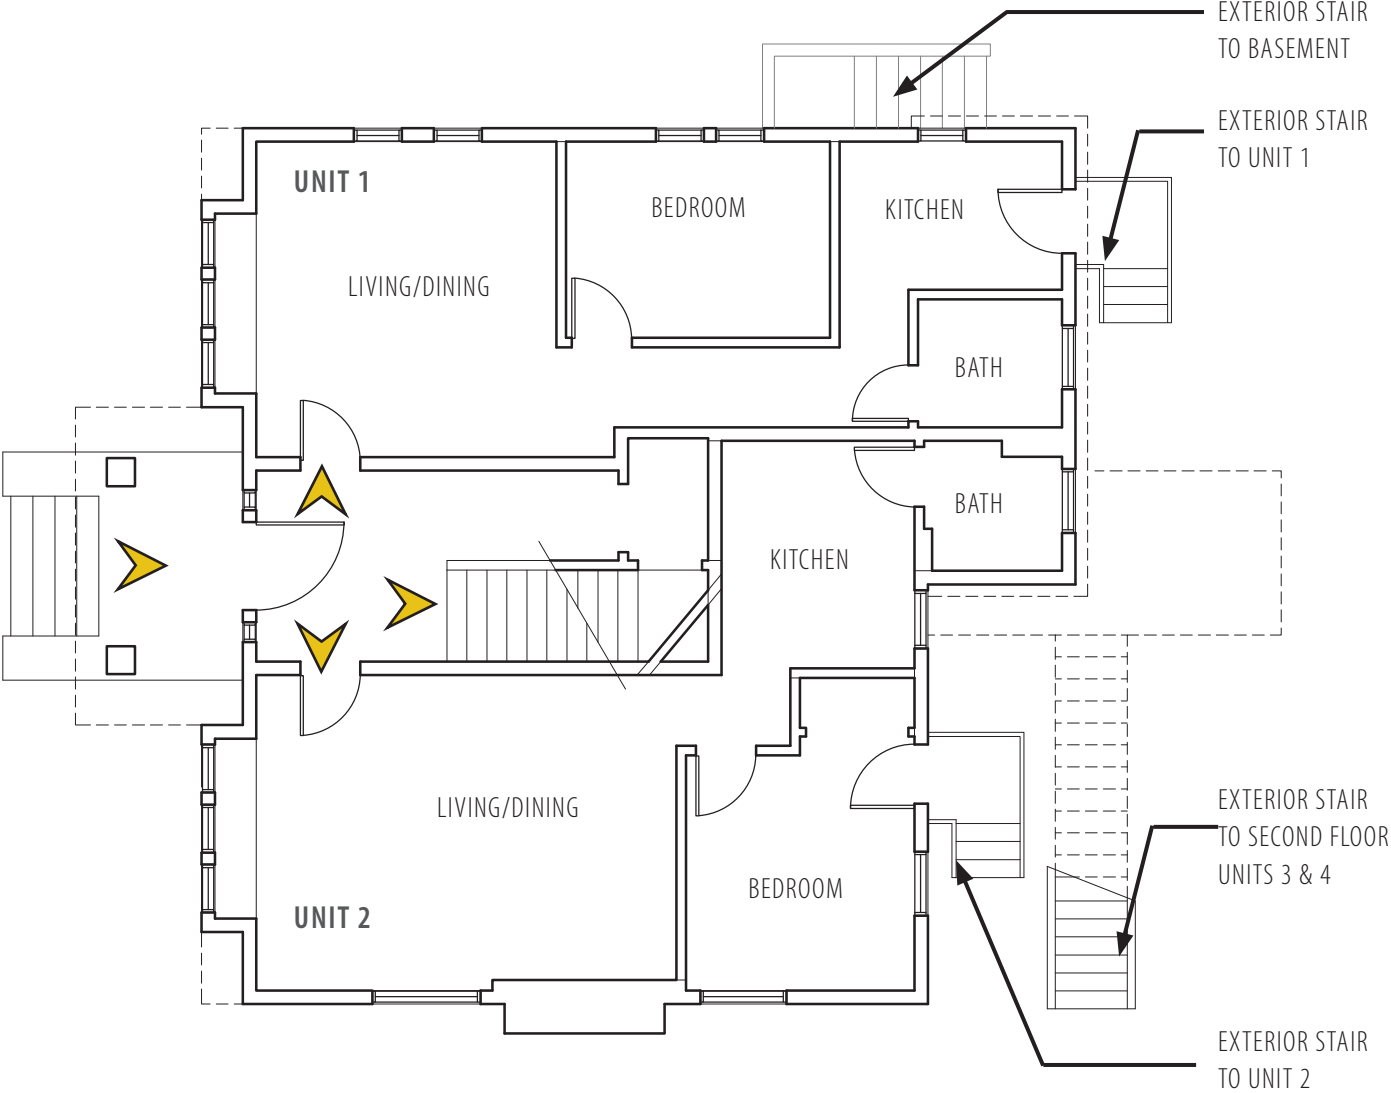 EXTERIOR STAIR
TO BASEMENT
EXTERIOR STAIR
TO UNIT 1
UNIT 1
BEDROOM
KITCHEN
LIVING/DINING
BATH
BATH
KITCHEN
LIVING/DINING
EXTERIOR STAIR
TO SECOND FLOOR
UNITS 3 & 4
BEDROOM
UNIT 2
EXTERIOR STAIR
TO UNIT 2